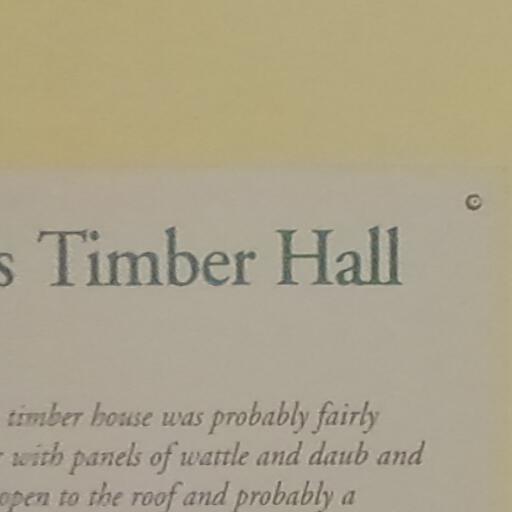 s Timber Hall
timber house was probably fairly
with panels of wattle and daub and
open to the roof and probably a